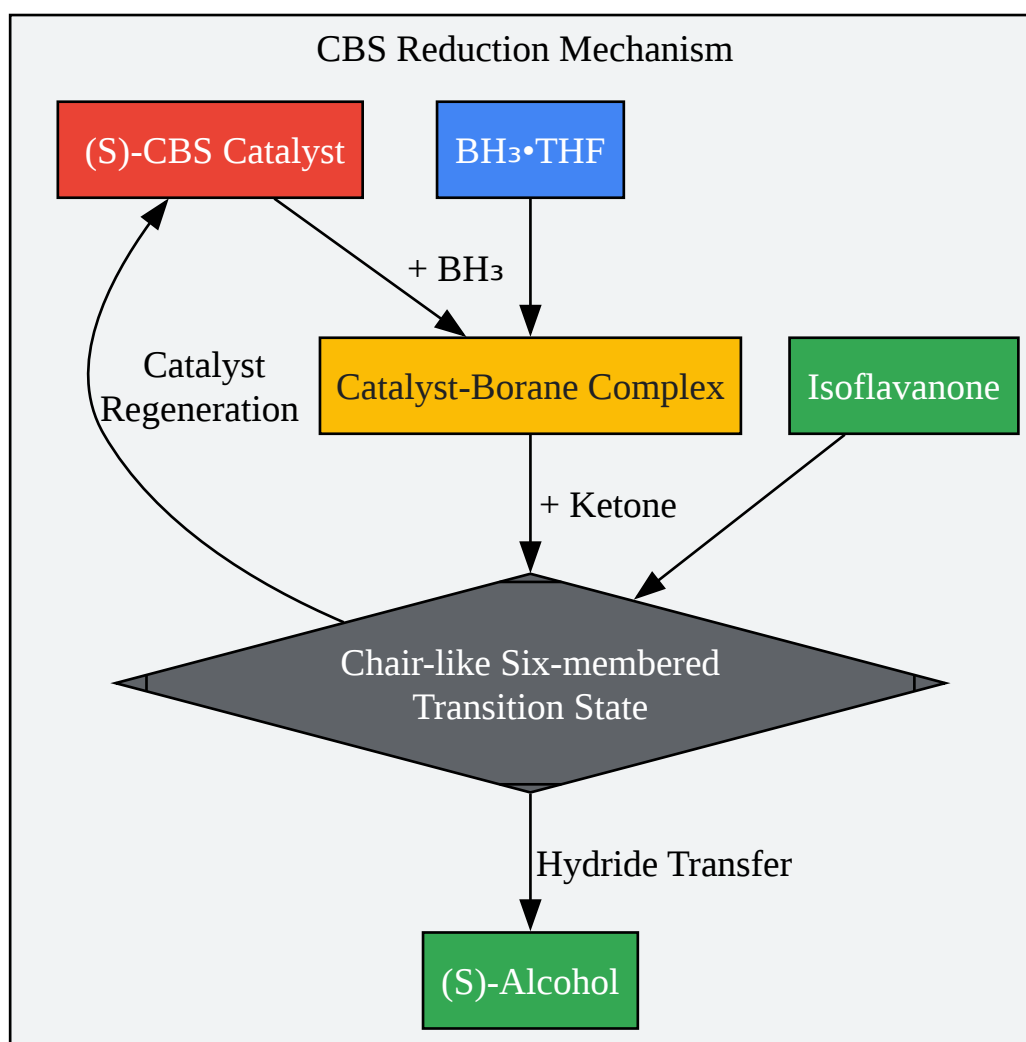 CBS Reduction Mechanism
(S)-CBS Catalyst
BH₃•THF
+ BH₃
Catalyst
Regeneration
Catalyst-Borane Complex
Isoflavanone
+ Ketone
Chair-like Six-membered
Transition State
Hydride Transfer
(S)-Alcohol